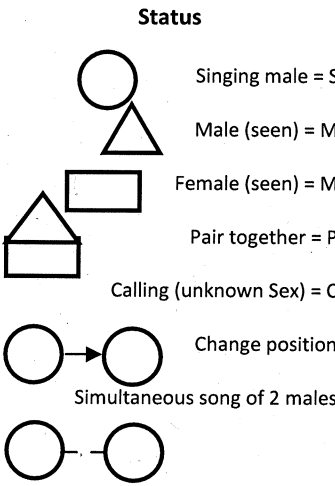 Status
Singing male = S
Male (seen) = M
Female (seen) = M
Pair together = P
Calling (unknown Sex) = C
Change position
Simultaneous song of 2 males